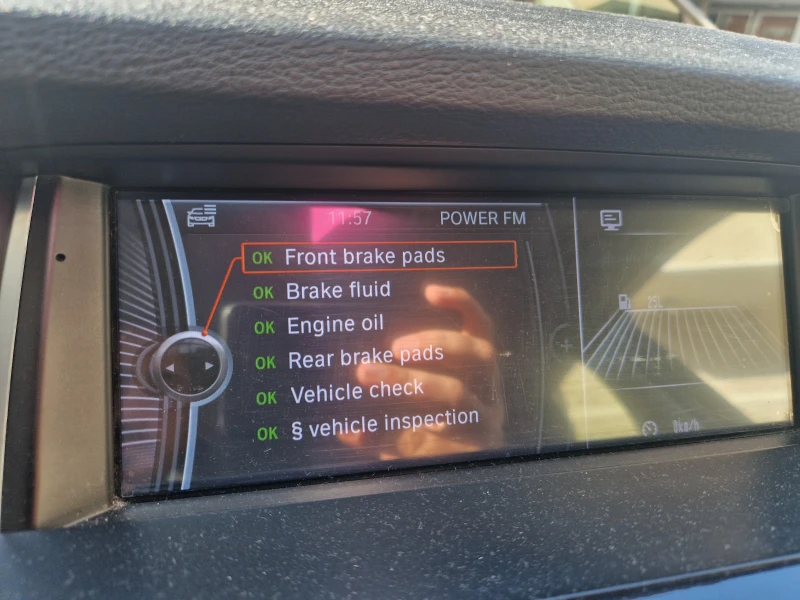 11:57 POWER FM
OK Front brake pads
OK Brake fluid
OK Engine oil
OK Rear brake pads
OK Vehicle check
OK § vehicle inspection
0km/h